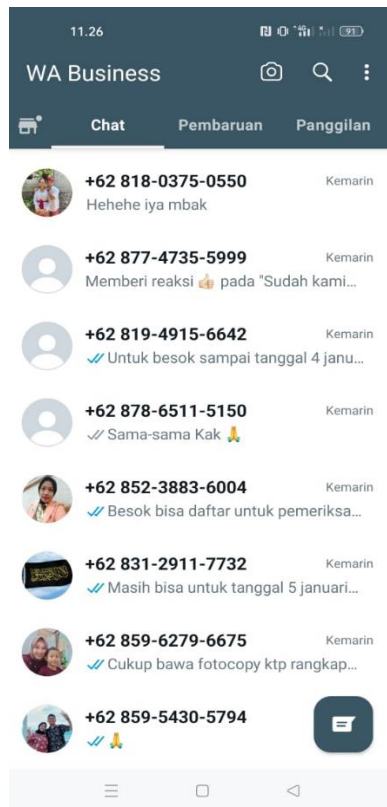 11.26
91
WA Business
Chat Pembaruan Panggilan
+62 818-0375-0550 Kemarin
Hehehe iya mbak
+62 877-4735-5999 Kemarin
Memberi reaksi 👍🏻 pada "Sudah kami...
+62 819-4915-6642 Kemarin
Untuk besok sampai tanggal 4 janu...
+62 878-6511-5150 Kemarin
Sama-sama Kak 🙏
+62 852-3883-6004 Kemarin
Besok bisa daftar untuk pemeriksa...
+62 831-2911-7732 Kemarin
Masih bisa untuk tanggal 5 januari...
+62 859-6279-6675 Kemarin
Cukup bawa fotocopy ktp rangkap...
+62 859-5430-5794
🙏